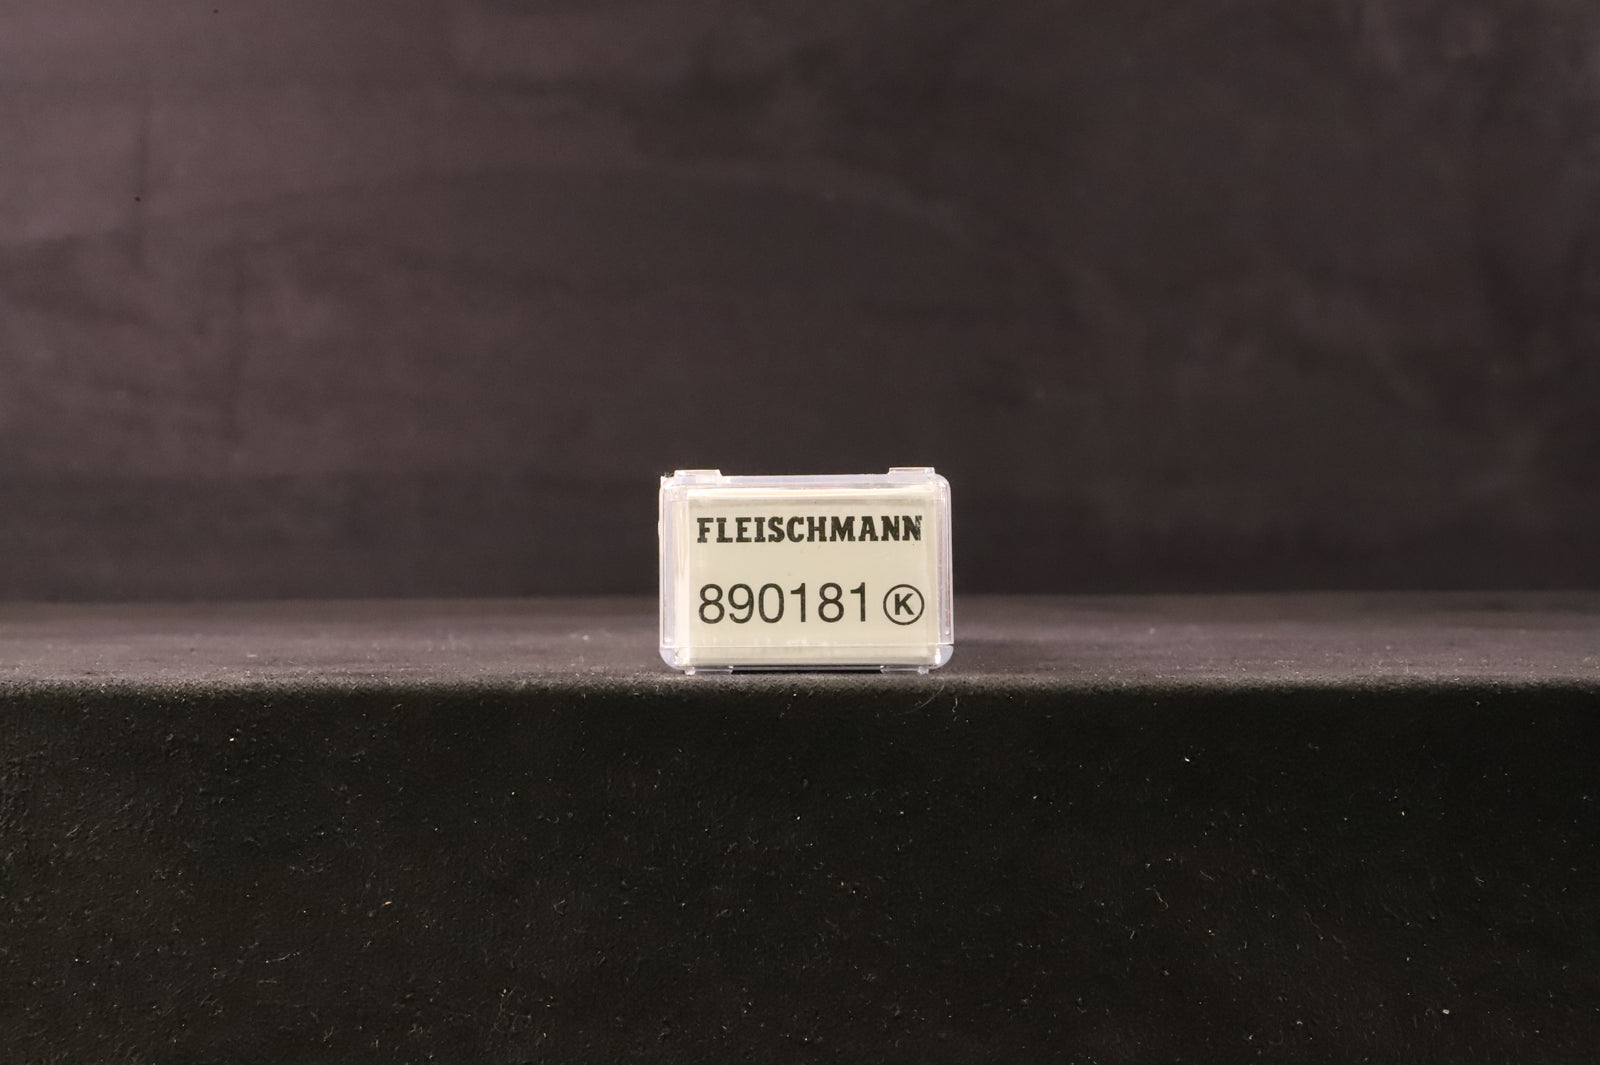 FLEISCHMANN
890181 Ⓚ